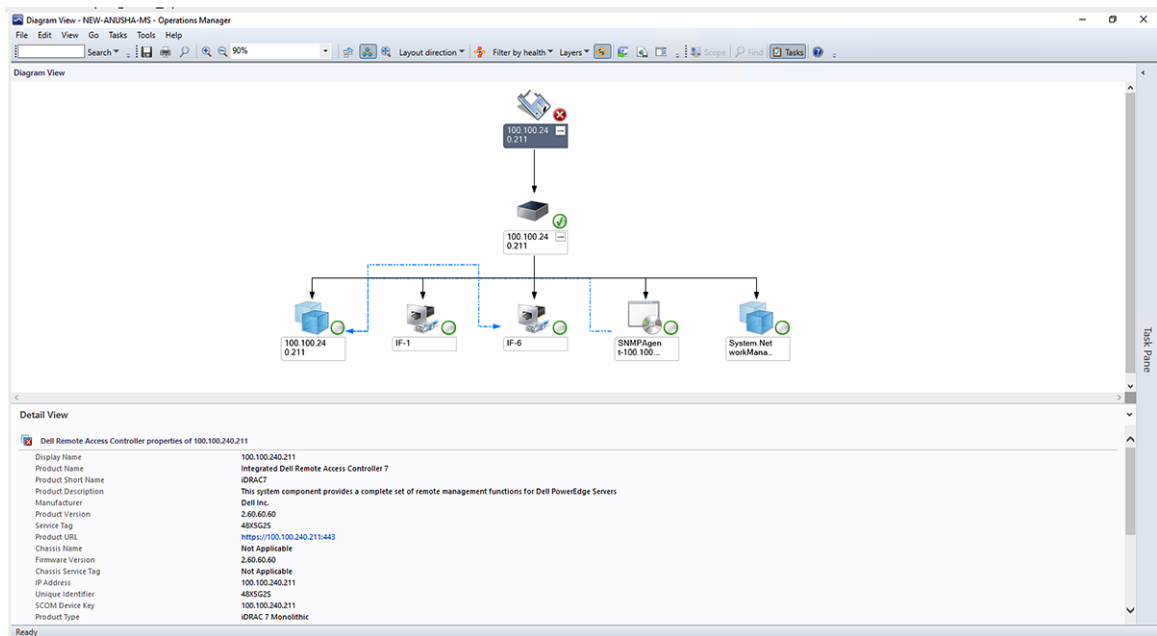 Diagram View - NEW-ANUSHA-MS - Operations Manager
File Edit View Go Tasks Tools Help
Search 90% Layout direction Filter by health Layers Scope Find Tasks
Diagram View
100.100.24
0.211
100.100.24
0.211
100.100.24
0.211
IF-1
IF-6
SNMPAgen
t-100.100...
System.Net
workMana...
Task Pane
Detail View
Dell Remote Access Controller properties of 100.100.240.211
Display Name 100.100.240.211
Product Name Integrated Dell Remote Access Controller 7
Product Short Name iDRAC7
Product Description This system component provides a complete set of remote management functions for Dell PowerEdge Servers
Manufacturer Dell Inc.
Product Version 2.60.60.60
Service Tag 48X5G2S
Product URL https://100.100.240.211:443
Chassis Name Not Applicable
Firmware Version 2.60.60.60
Chassis Service Tag Not Applicable
IP Address 100.100.240.211
Unique Identifier 48X5G2S
SCOM Device Key 100.100.240.211
Product Type iDRAC 7 Monolithic
Ready